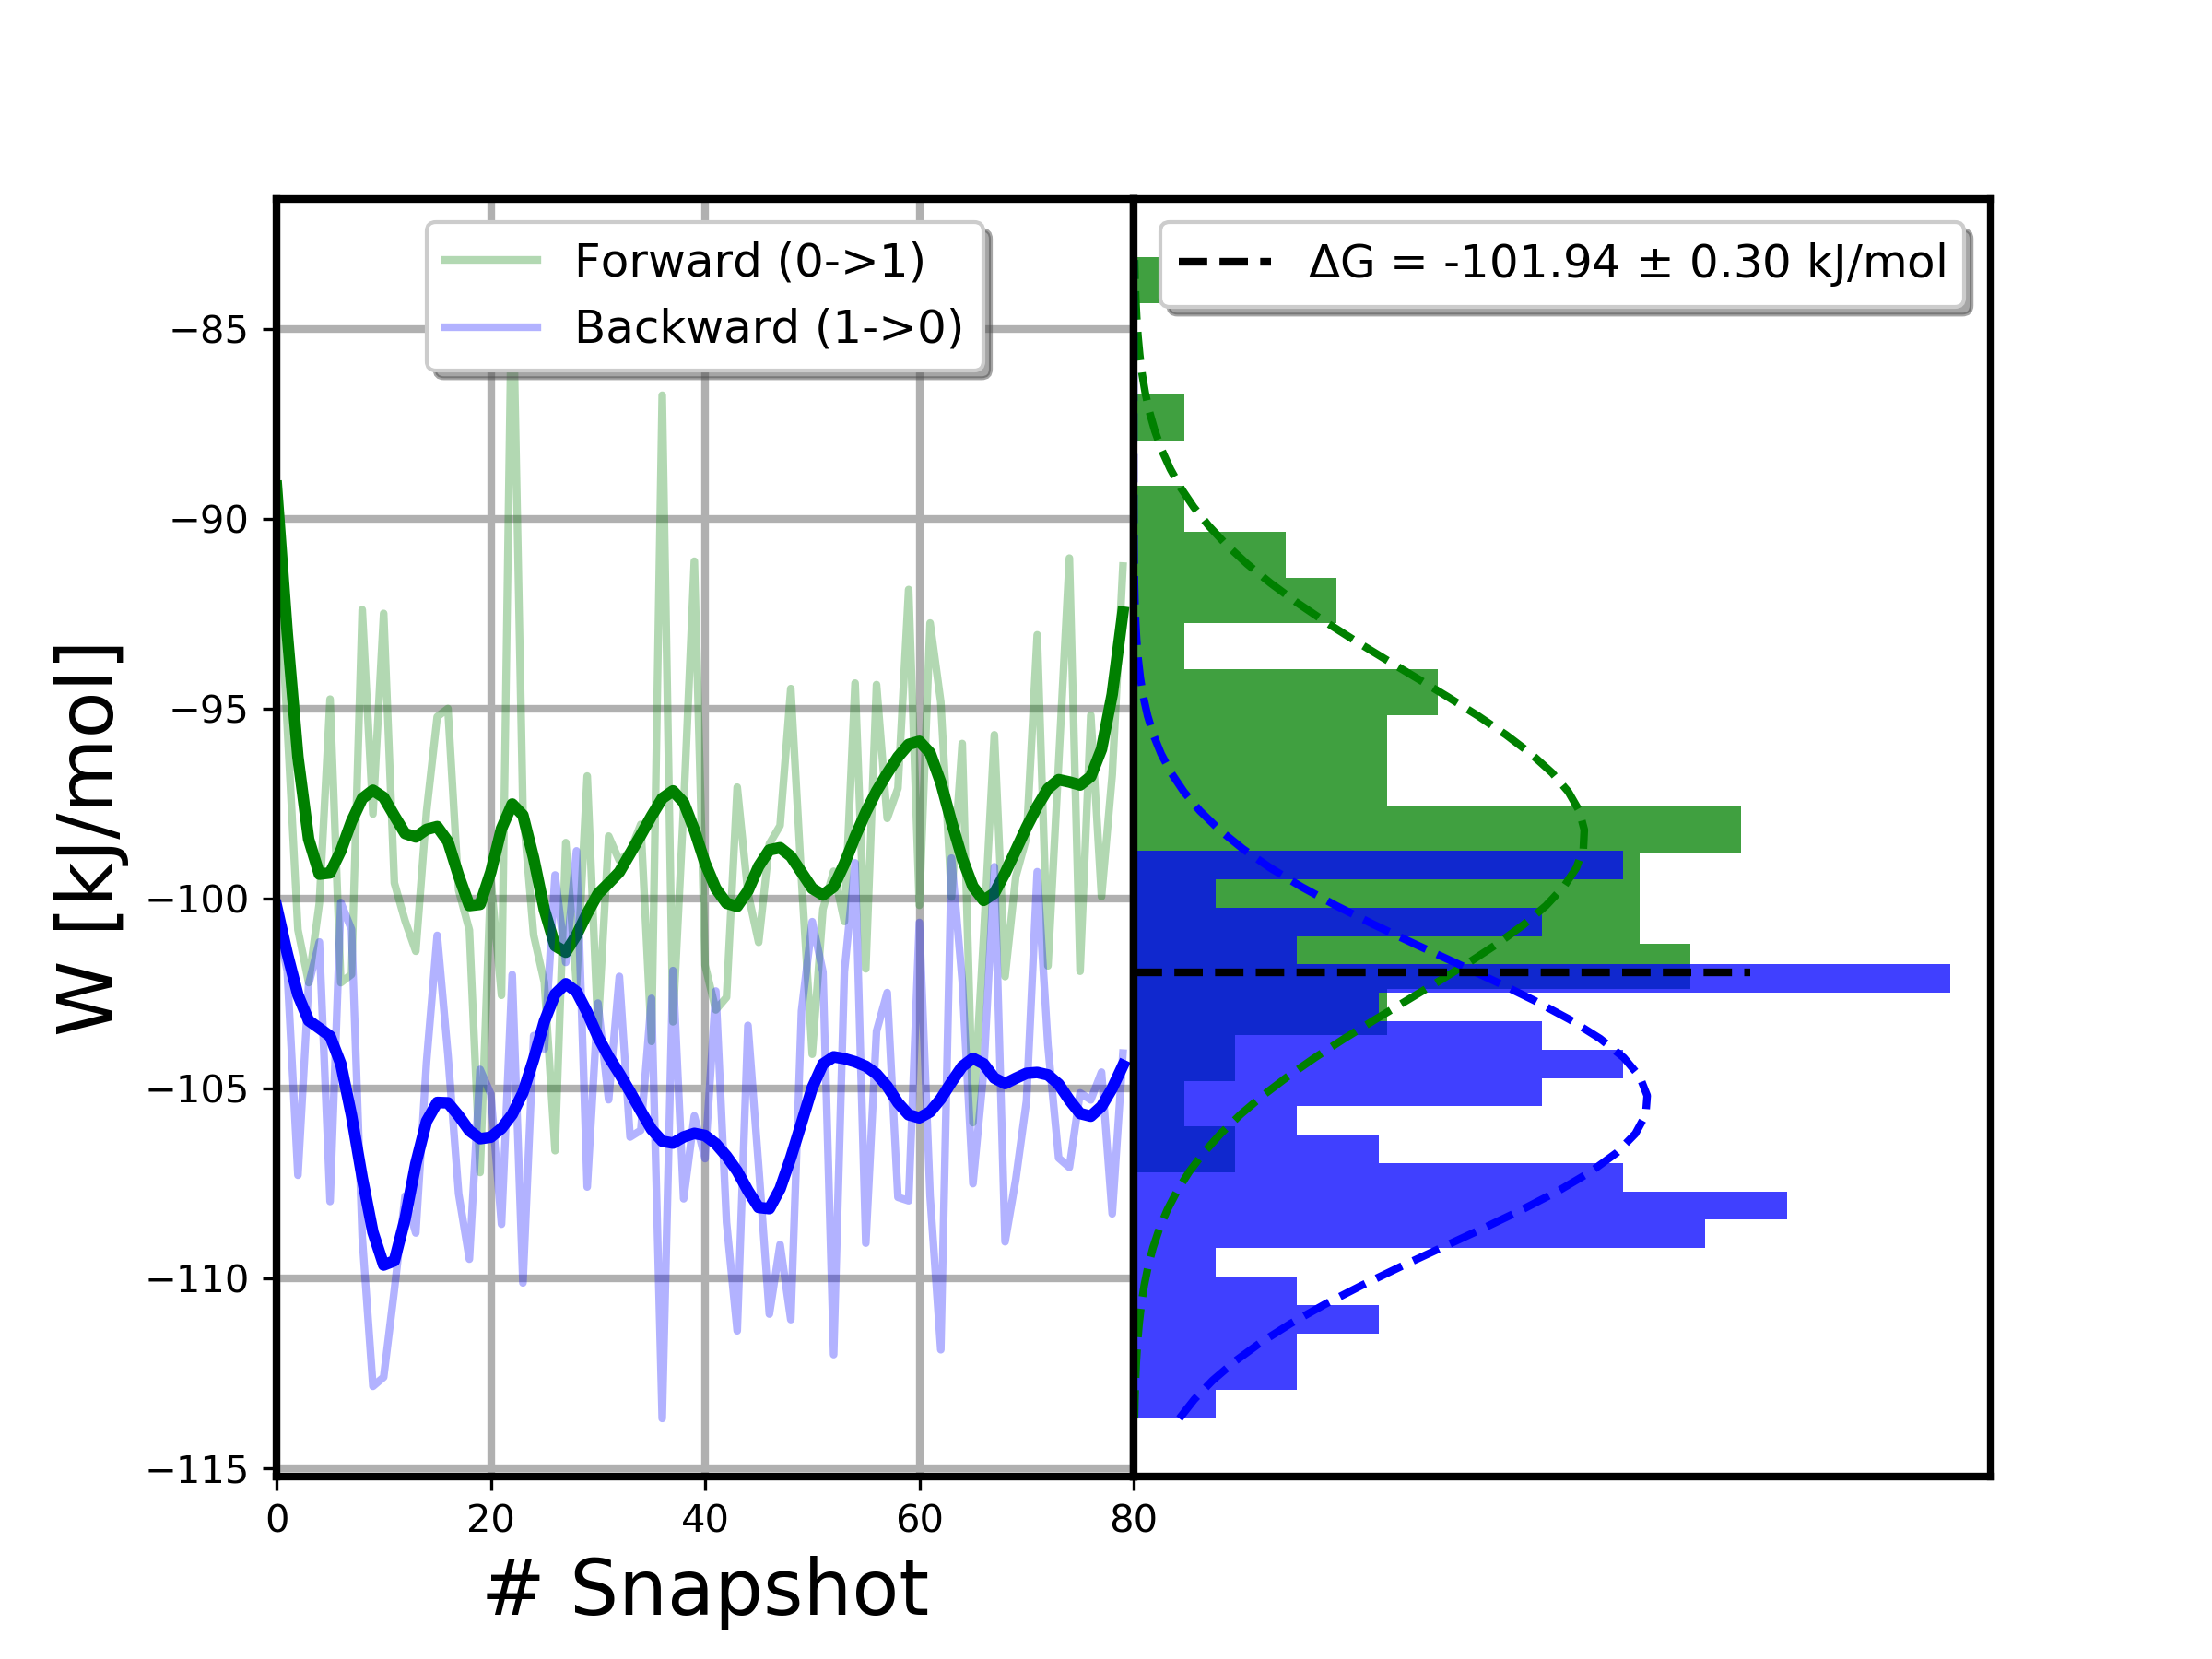 Forward (0->1)
Backward (1->0)
ΔG = -101.94 ± 0.30 kJ/mol
W [kJ/mol]
−85
−90
−95
−100
−105
−110
−115
0 20 40 60 80
# Snapshot